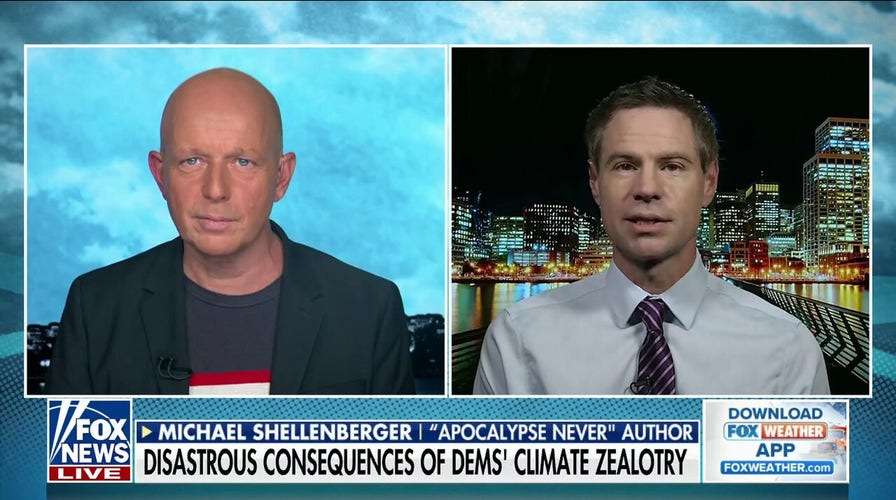 MICHAEL SHELLENBERGER | "APOCALYPSE NEVER" AUTHOR
DISASTROUS CONSEQUENCES OF DEMS' CLIMATE ZEALOTRY
FOX
NEWS
LIVE
DOWNLOAD
FOX WEATHER
APP
FOXWEATHER.com